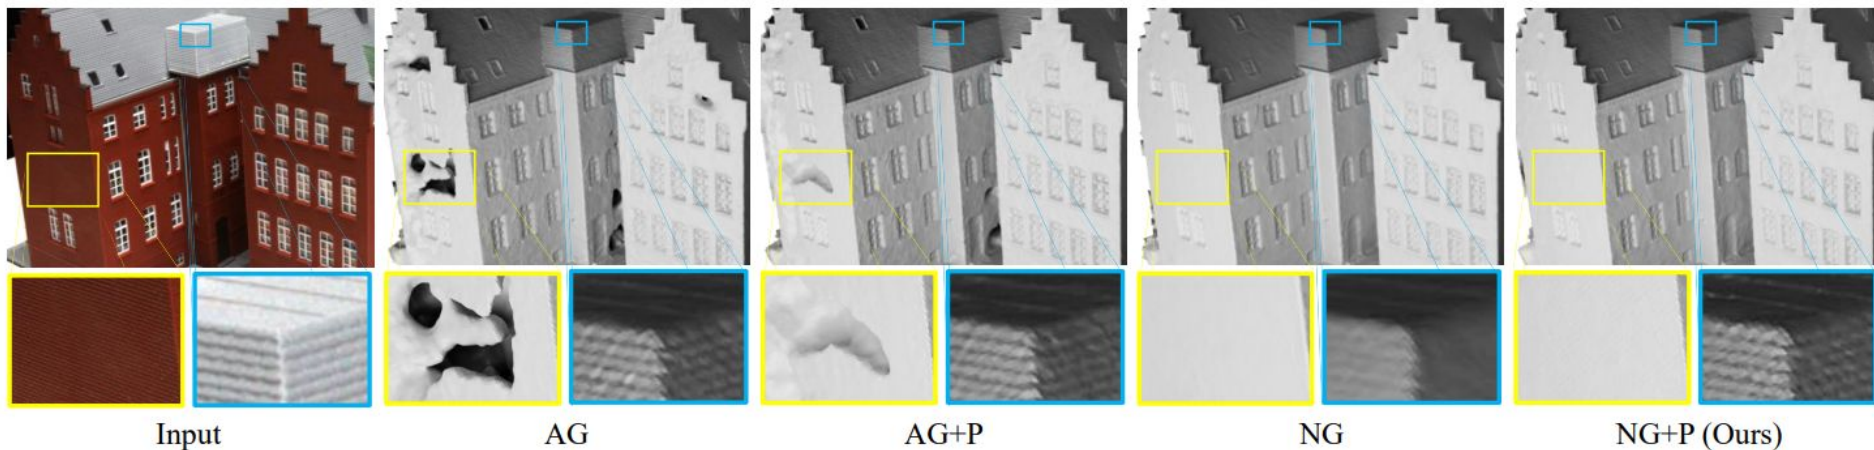 Input
AG
AG+P
NG
NG+P (Ours)